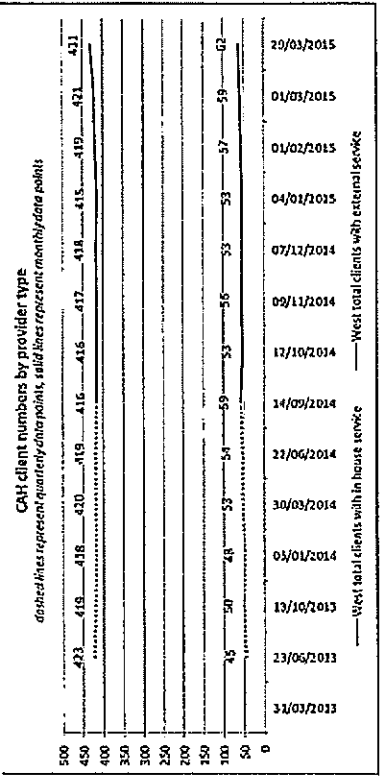 CAH client numbers by provider type
dashed lines represent quarterly data points, solid lines represent monthly data points
500
450
400
350
300
250
200
150
100
50
0
423 419 418 420 419 416 416 417 418 415 419 421
45 50 48 53 54 59 53 56 53 53 57 59 62
31/03/2013 23/06/2013 13/10/2013 05/01/2014 30/03/2014 22/06/2014 14/09/2014 12/10/2014 09/11/2014 07/12/2014 04/01/2015 01/02/2015 01/03/2015 29/03/2015
West total clients with in house service West total clients with external service